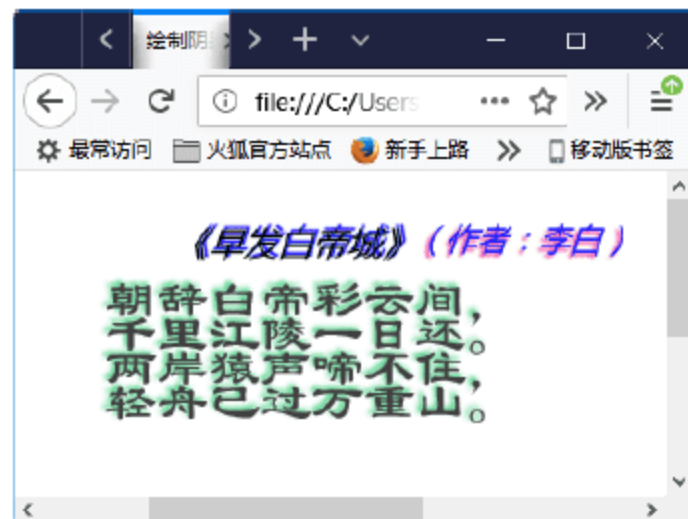 绘制阴
file:///C:/Users
最常访问 火狐官方站点 新手上路 移动版书签
《早发白帝城》（作者：李白）
朝辞白帝彩云间，
千里江陵一日还。
两岸猿声啼不住，
轻舟已过万重山。